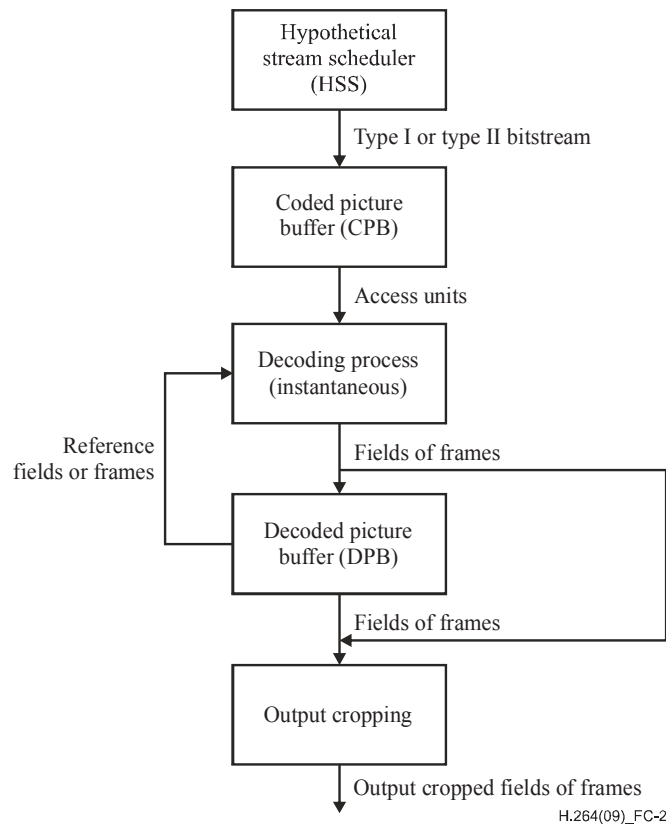 Hypothetical
stream scheduler
(HSS)
Type I or type II bitstream
Coded picture
buffer (CPB)
Access units
Decoding process
(instantaneous)
Reference
fields or frames
Fields of frames
Decoded picture
buffer (DPB)
Fields of frames
Output cropping
Output cropped fields of frames
H.264(09)_FC-2